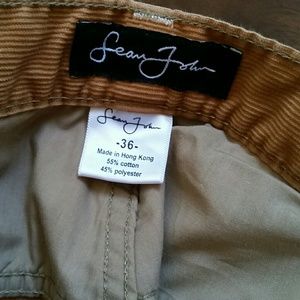 Sean John
Sean John
-36-
Made in Hong Kong
55% cotton
45% polyester